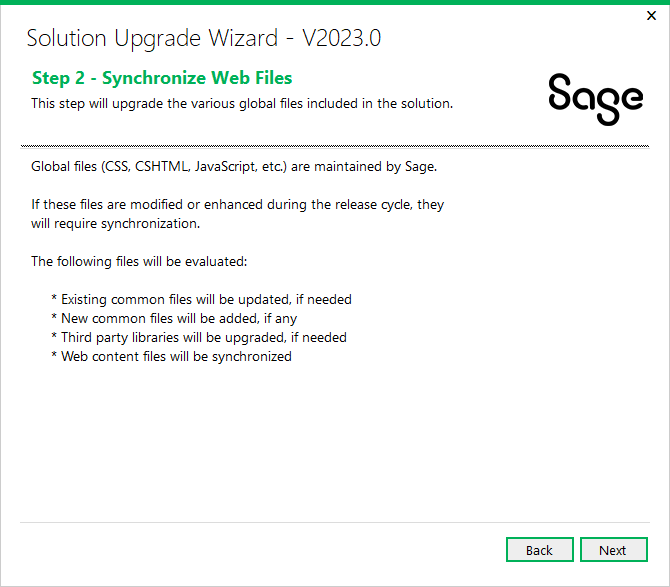 Solution Upgrade Wizard - V2023.0
Step 2 - Synchronize Web Files
This step will upgrade the various global files included in the solution.
Sage
Global files (CSS, CSHTML, JavaScript, etc.) are maintained by Sage.
If these files are modified or enhanced during the release cycle, they
will require synchronization.
The following files will be evaluated:
* Existing common files will be updated, if needed
* New common files will be added, if any
* Third party libraries will be upgraded, if needed
* Web content files will be synchronized
Back
Next